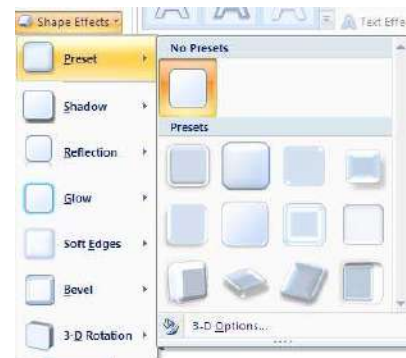 Shape Effects
Text Effe
Preset
No Presets
Shadow
Presets
Reflection
Glow
Soft Edges
Bevel
3-D Rotation
3-D Options...